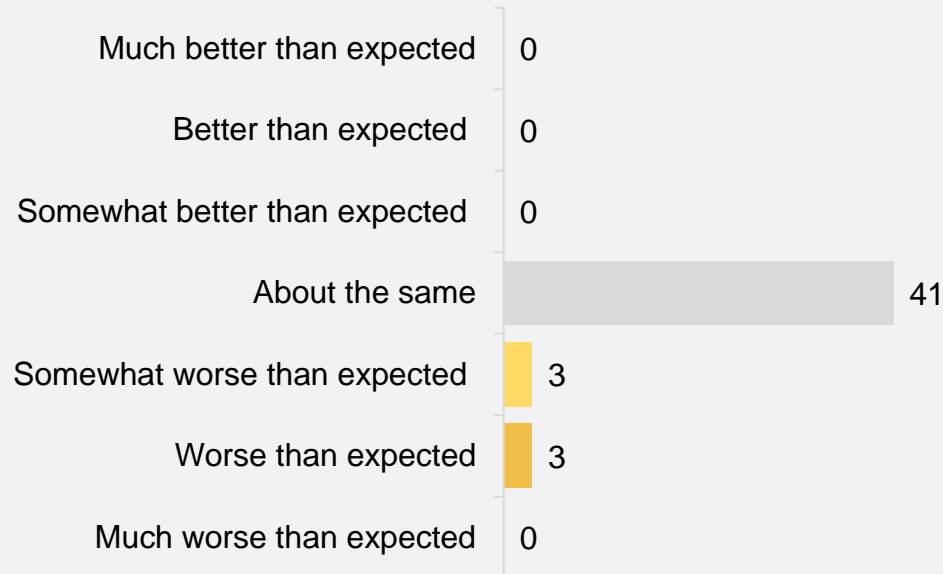 Much better than expected 0
Better than expected 0
Somewhat better than expected 0
About the same 41
Somewhat worse than expected 3
Worse than expected 3
Much worse than expected 0